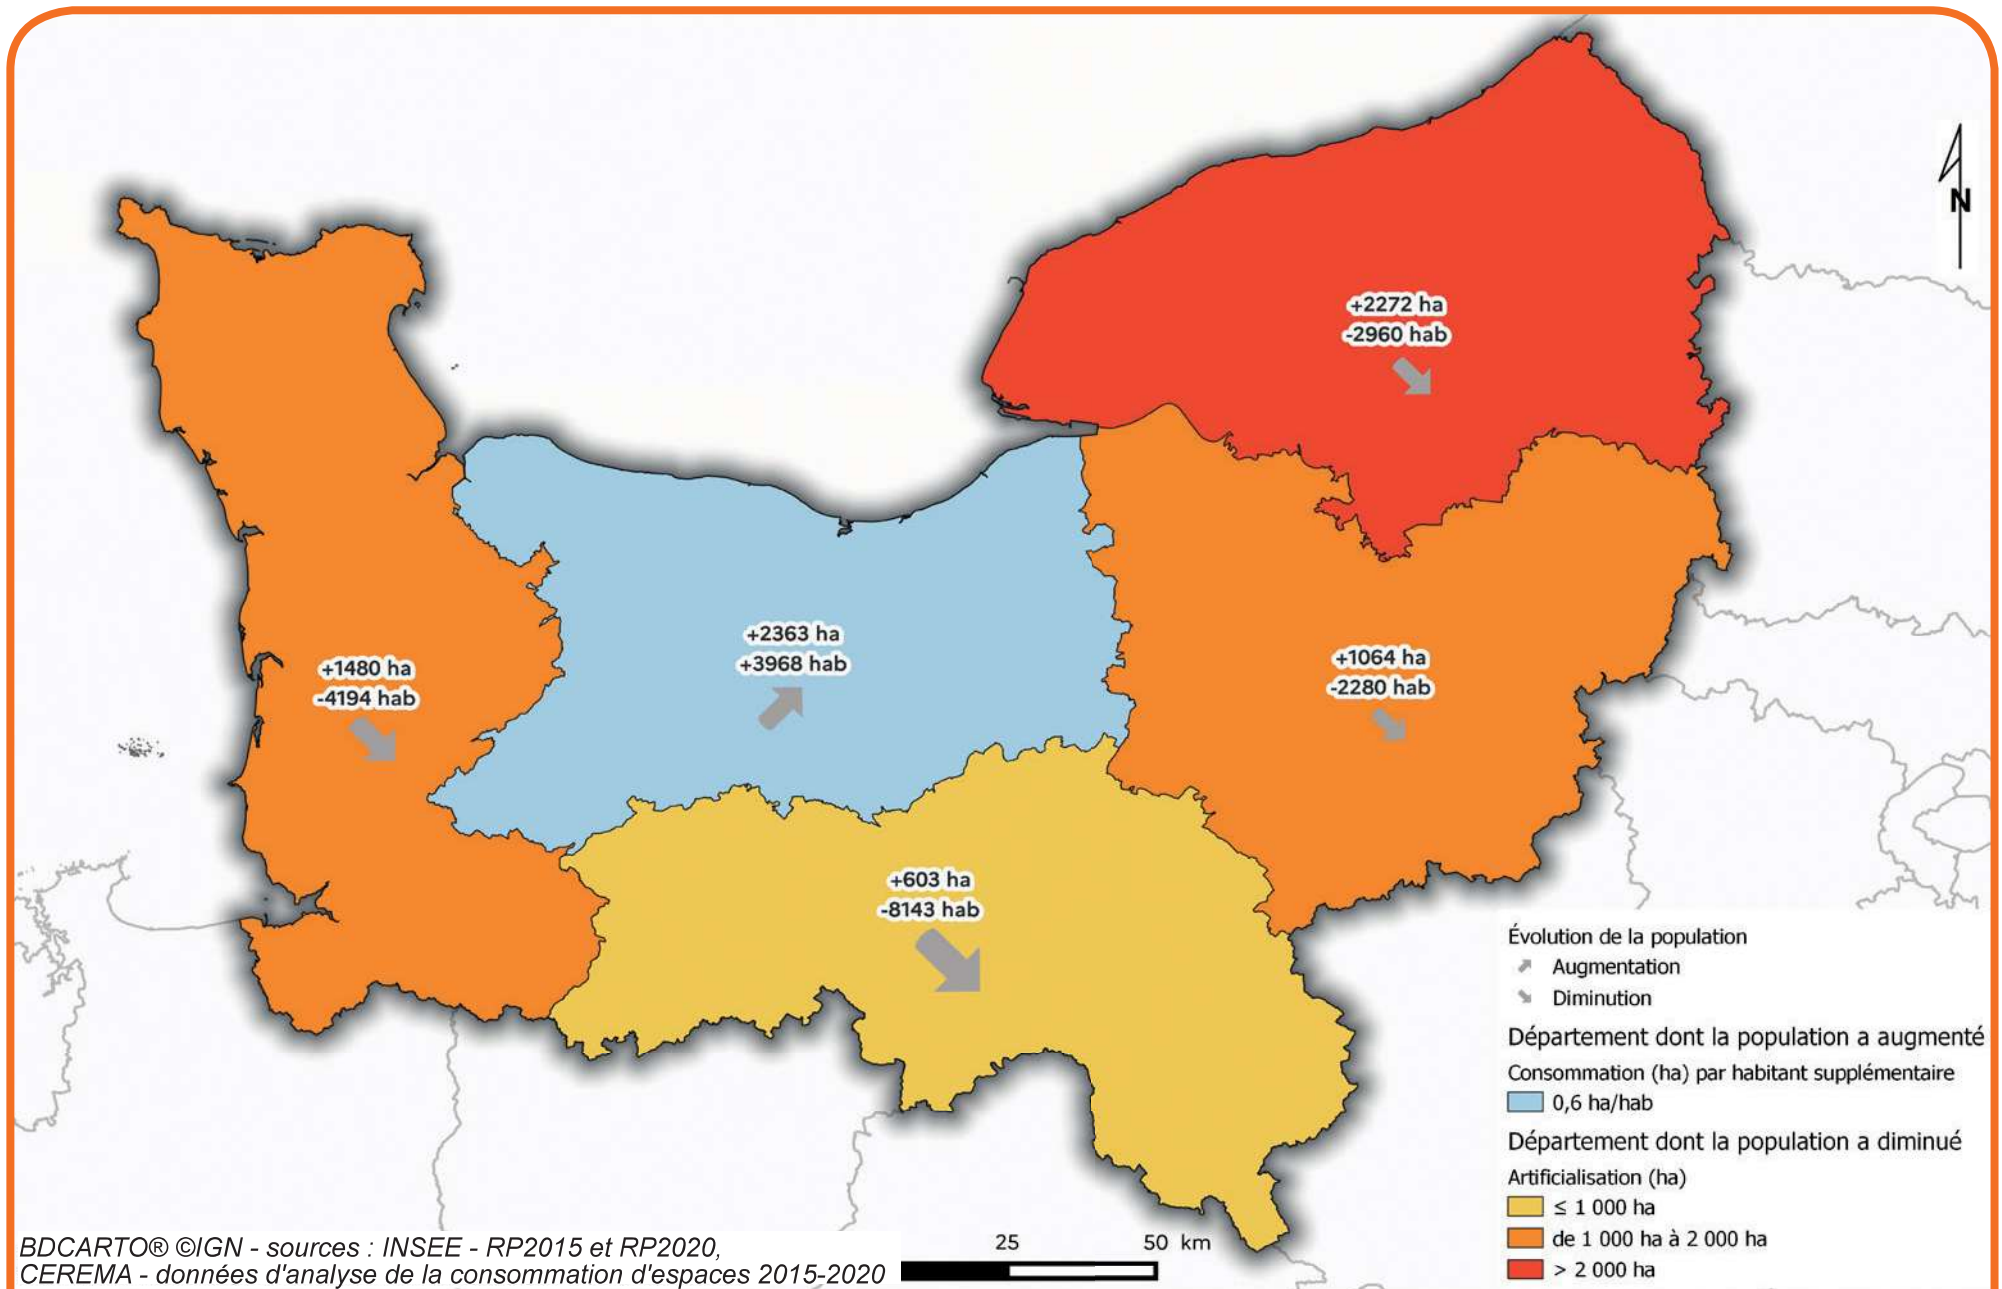 N
+2272 ha
-2960 hab
+2363 ha
+3968 hab
+1480 ha
-4194 hab
+1064 ha
-2280 hab
+603 ha
-8143 hab
Évolution de la population
Augmentation
Diminution
Département dont la population a augmenté
Consommation (ha) par habitant supplémentaire
0,6 ha/hab
Département dont la population a diminué
Artificialisation (ha)
≤ 1 000 ha
de 1 000 ha à 2 000 ha
> 2 000 ha
25 50 km
BDCARTO® ©IGN - sources : INSEE - RP2015 et RP2020,
CEREMA - données d'analyse de la consommation d'espaces 2015-2020